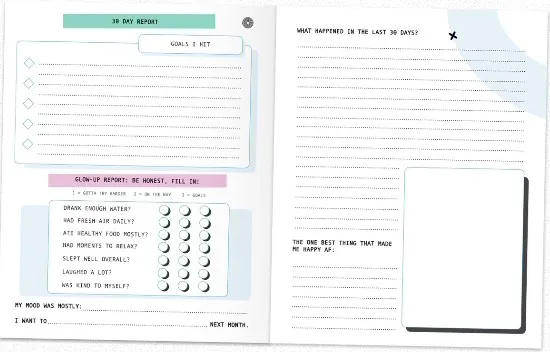 30 DAY REPORT
GOALS I HIT
GLOW-UP REPORT: BE HONEST, FILL IN!
1 = GOTTA TRY HARDER 2 = ON THE WAY 3 = GOALS
DRANK ENOUGH WATER?
HAD FRESH AIR DAILY?
ATE HEALTHY FOOD MOSTLY?
HAD MOMENTS TO RELAX?
SLEPT WELL OVERALL?
LAUGHED A LOT?
WAS KIND TO MYSELF?
MY MOOD WAS MOSTLY:
I WANT TO NEXT MONTH.
WHAT HAPPENED IN THE LAST 30 DAYS?
THE ONE BEST THING THAT MADE
ME HAPPY AF: